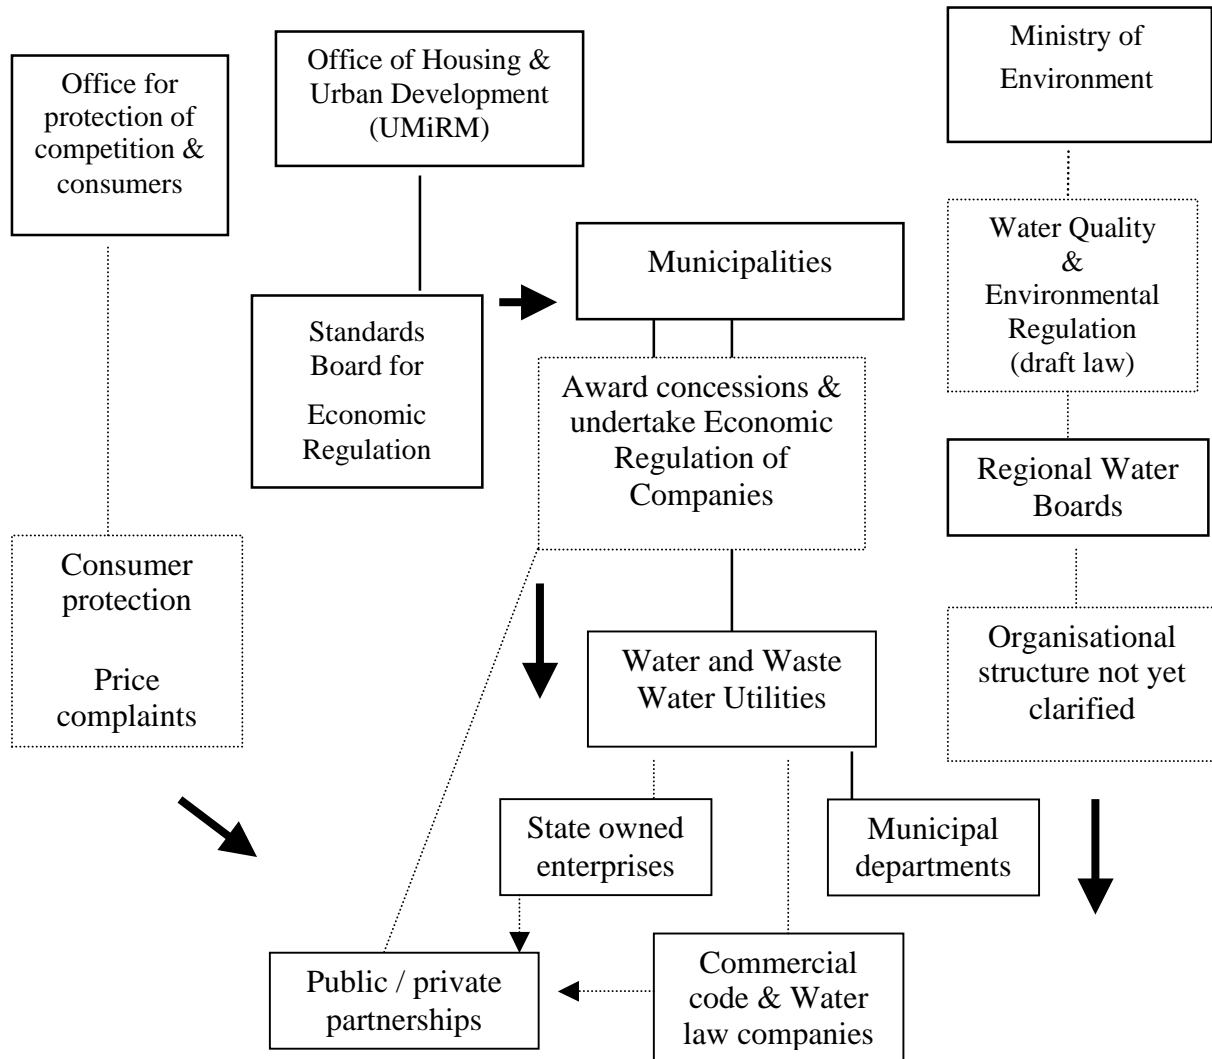 Office for
protection of
competition &
consumers
Office of Housing &
Urban Development
(UMiRM)
Ministry of
Environment
Municipalities
Water Quality
&
Environmental
Regulation
(draft law)
Standards
Board for
Economic
Regulation
Award concessions &
undertake Economic
Regulation of
Companies
Regional Water
Boards
Consumer
protection
Price
complaints
Water and Waste
Water Utilities
Organisational
structure not yet
clarified
State owned
enterprises
Municipal
departments
Public / private
partnerships
Commercial
code & Water
law companies